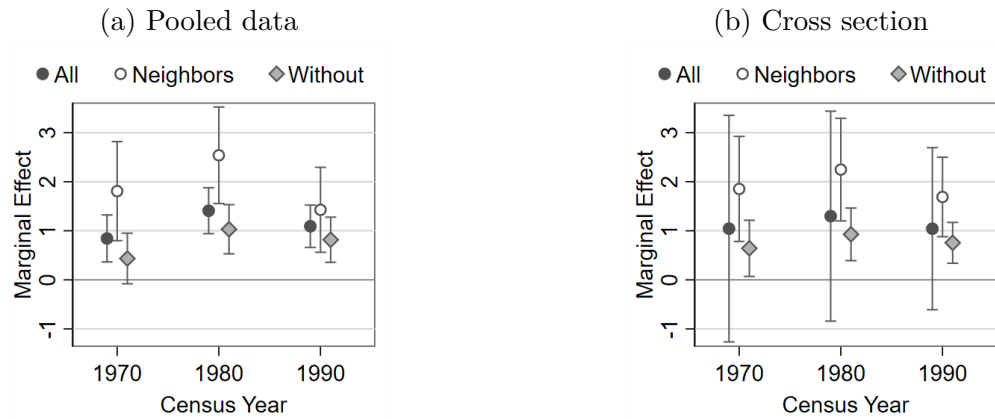 (a) Pooled data
All Neighbors Without
Marginal Effect
3
2
1
0
-1
1970 1980 1990
Census Year
(b) Cross section
All Neighbors Without
Marginal Effect
3
2
1
0
-1
1970 1980 1990
Census Year